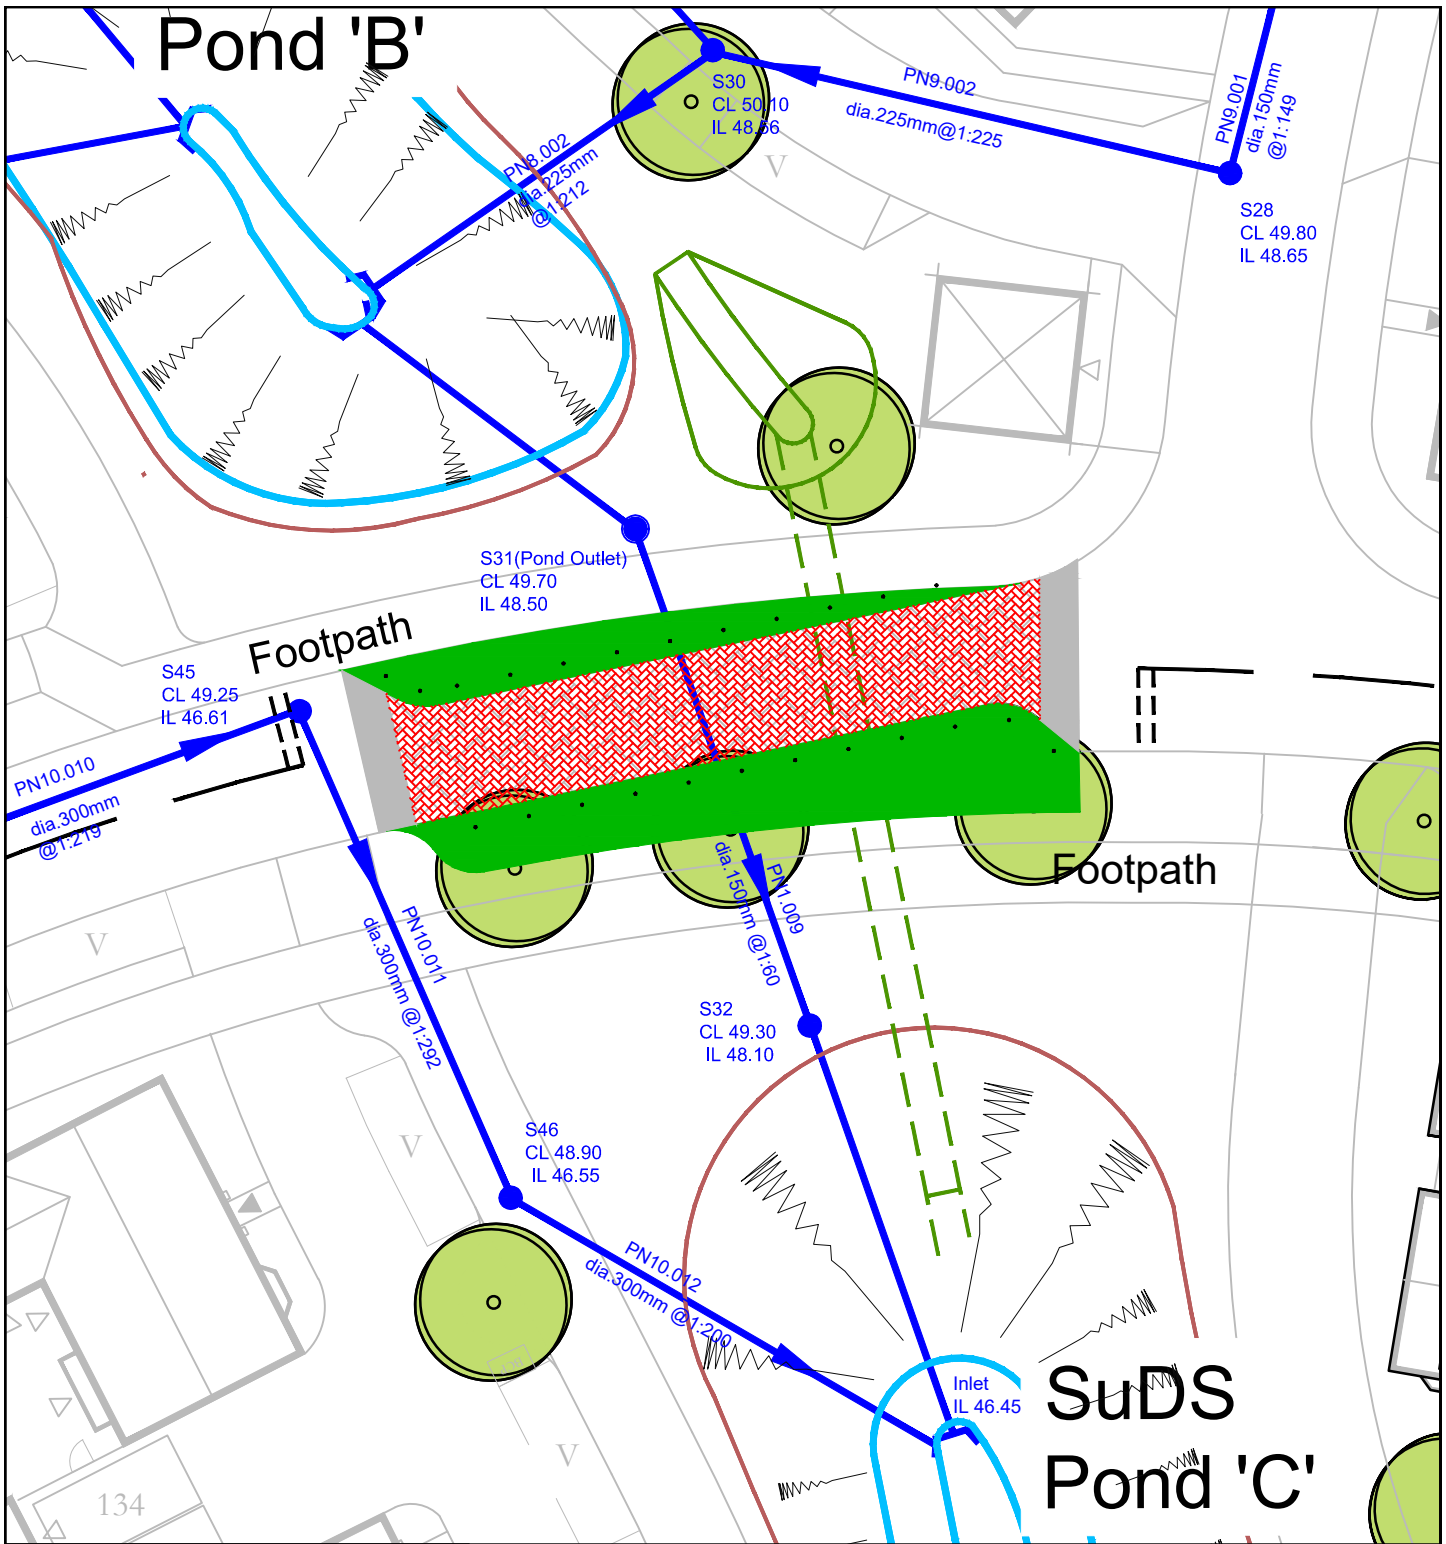 Pond 'B'
S30
CL 50.10
IL 48.56
PN9.002
dia.225mm@1:225
PN9.001
dia.150mm
@1:149
PN8.002
dia.225mm
@1:212
V
S28
CL 49.80
IL 48.65
S31(Pond Outlet)
CL 49.70
IL 48.50
Footpath
S45
CL 49.25
IL 46.61
PN10.010
dia.300mm
@1:219
Footpath
PN1.009
dia.150mm @1:60
V
PN10.011
dia.300mm @1:292
S32
CL 49.30
IL 48.10
S46
CL 48.90
IL 46.55
V
PN10.012
dia.300mm @1:200
Inlet
IL 46.45
SuDS
Pond 'C'
V
134